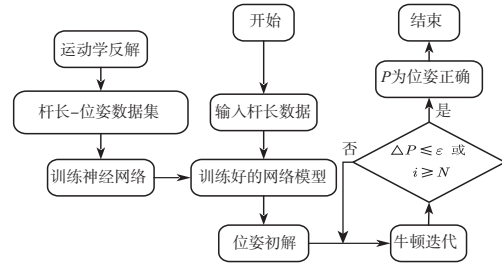 开始
结束
运动学反解
P为位姿正确
杆长-位姿数据集
输入杆长数据
是
否
△P≤ε 或
i≥N
训练神经网络
训练好的网络模型
位姿初解
牛顿迭代